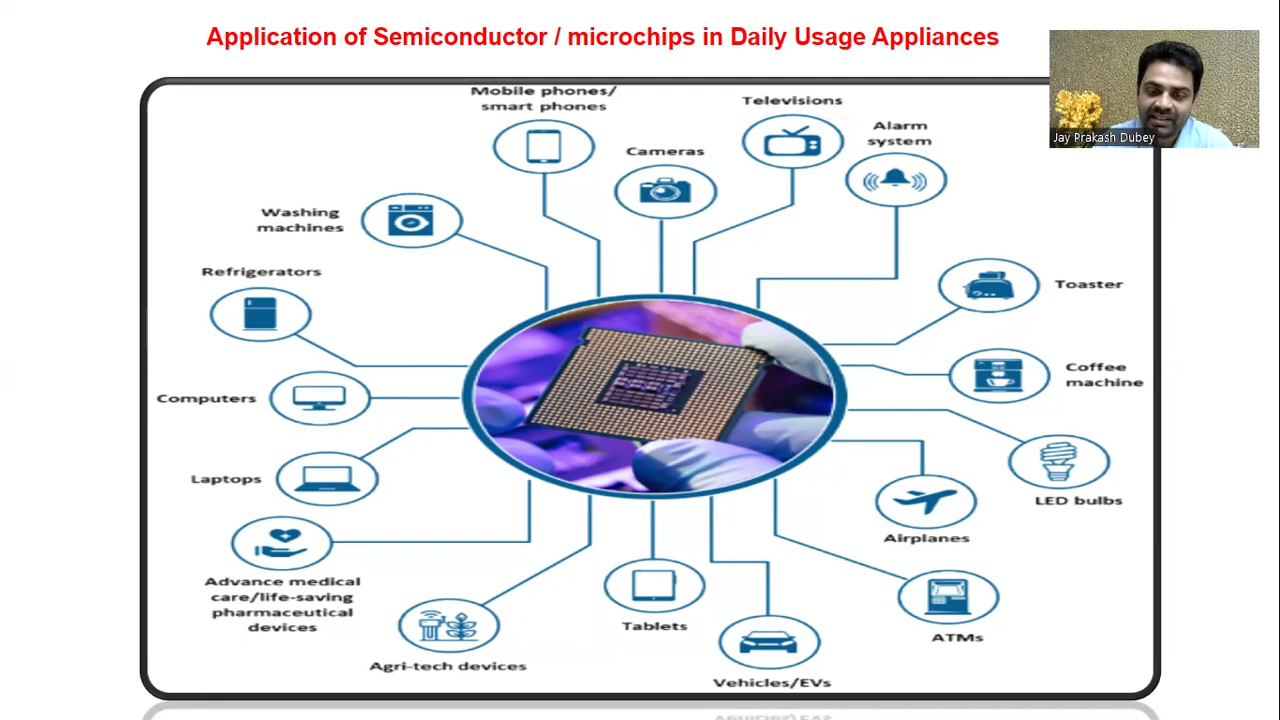 Application of Semiconductor / microchips in Daily Usage Appliances
Jay Prakash Dubey
Mobile phones/
smart phones
Televisions
Cameras
Alarm
system
Washing
machines
Refrigerators
Toaster
Computers
Coffee
machine
Laptops
LED bulbs
Airplanes
Advance medical
care/life-saving
pharmaceutical
devices
Tablets
ATMs
Agri-tech devices
Vehicles/EVs